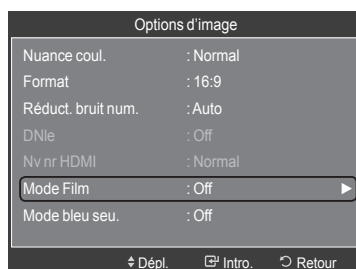 Options d'image
Nuance coul. : Normal
Format : 16:9
Réduct. bruit num. : Auto
DNIe : Off
Nv nr HDMI : Normal
Mode Film : Off
Mode bleu seu. : Off
Dépl. Intro. Retour